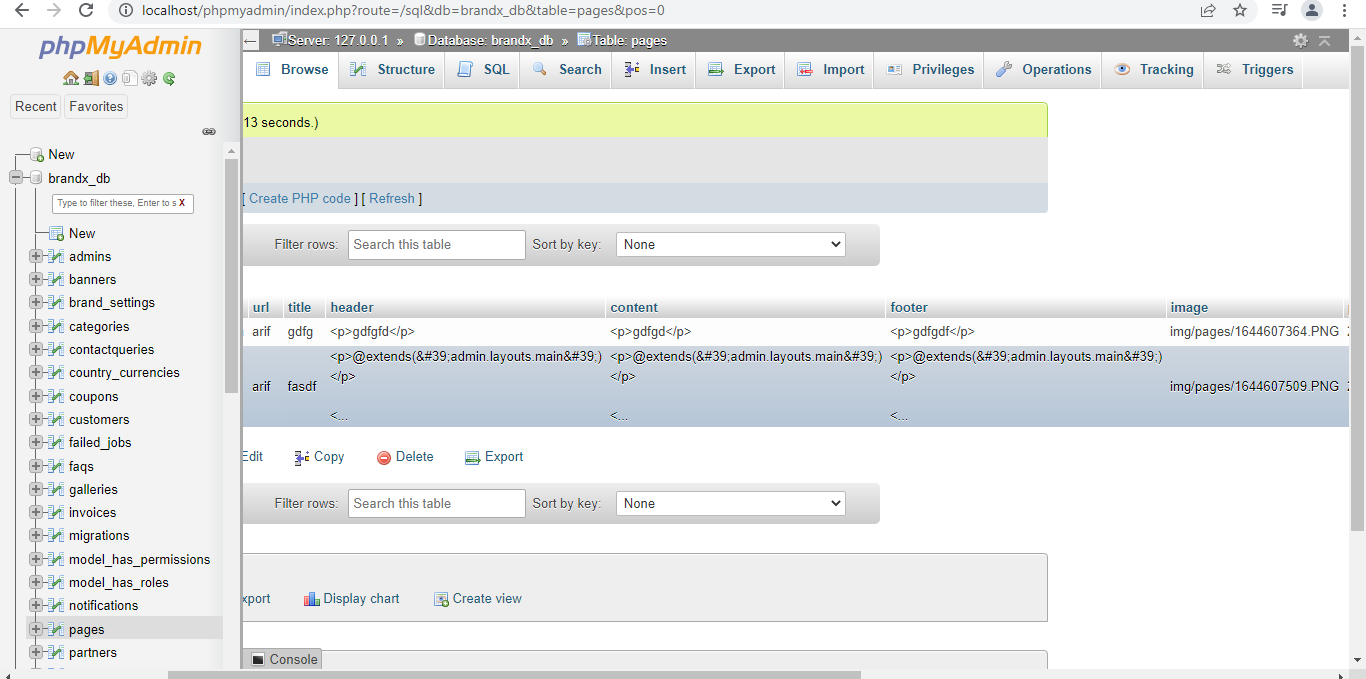 localhost/phpmyadmin/index.php?route=/sql&db=brandx_db&table=pages&pos=0
phpMyAdmin
Recent Favorites
New
brandx_db
Type to filter these, Enter to s X
New
admins
banners
brand_settings
categories
contactqueries
country_currencies
coupons
customers
failed_jobs
faqs
galleries
invoices
migrations
model_has_permissions
model_has_roles
notifications
pages
partners
Server: 127.0.0.1 » Database: brandx_db » Table: pages
Browse Structure SQL Search Insert Export Import Privileges Operations Tracking Triggers
13 seconds.)
[ Create PHP code ] [ Refresh ]
Filter rows: Search this table Sort by key: None
url title header content footer image
arif gdfg <p>gdfgfd</p> <p>gdfgd</p> <p>gdfgdf</p> img/pages/1644607364.PNG
<p>@extends(&#39;admin.layouts.main&#39;) <p>@extends(&#39;admin.layouts.main&#39;) <p>@extends(&#39;admin.layouts.main&#39;)
</p> </p> </p>
arif fasdf img/pages/1644607509.PNG
<... <... <...
Edit Copy Delete Export
Filter rows: Search this table Sort by key: None
xport Display chart Create view
Console